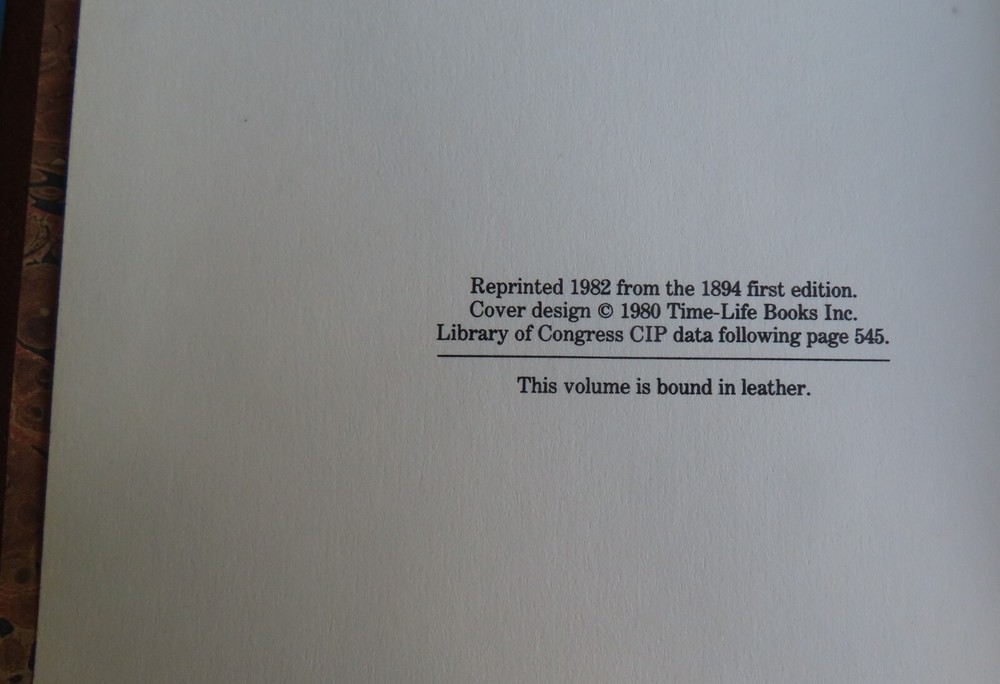 Reprinted 1982 from the 1894 first edition.
Cover design © 1980 Time-Life Books Inc.
Library of Congress CIP data following page 545.
This volume is bound in leather.